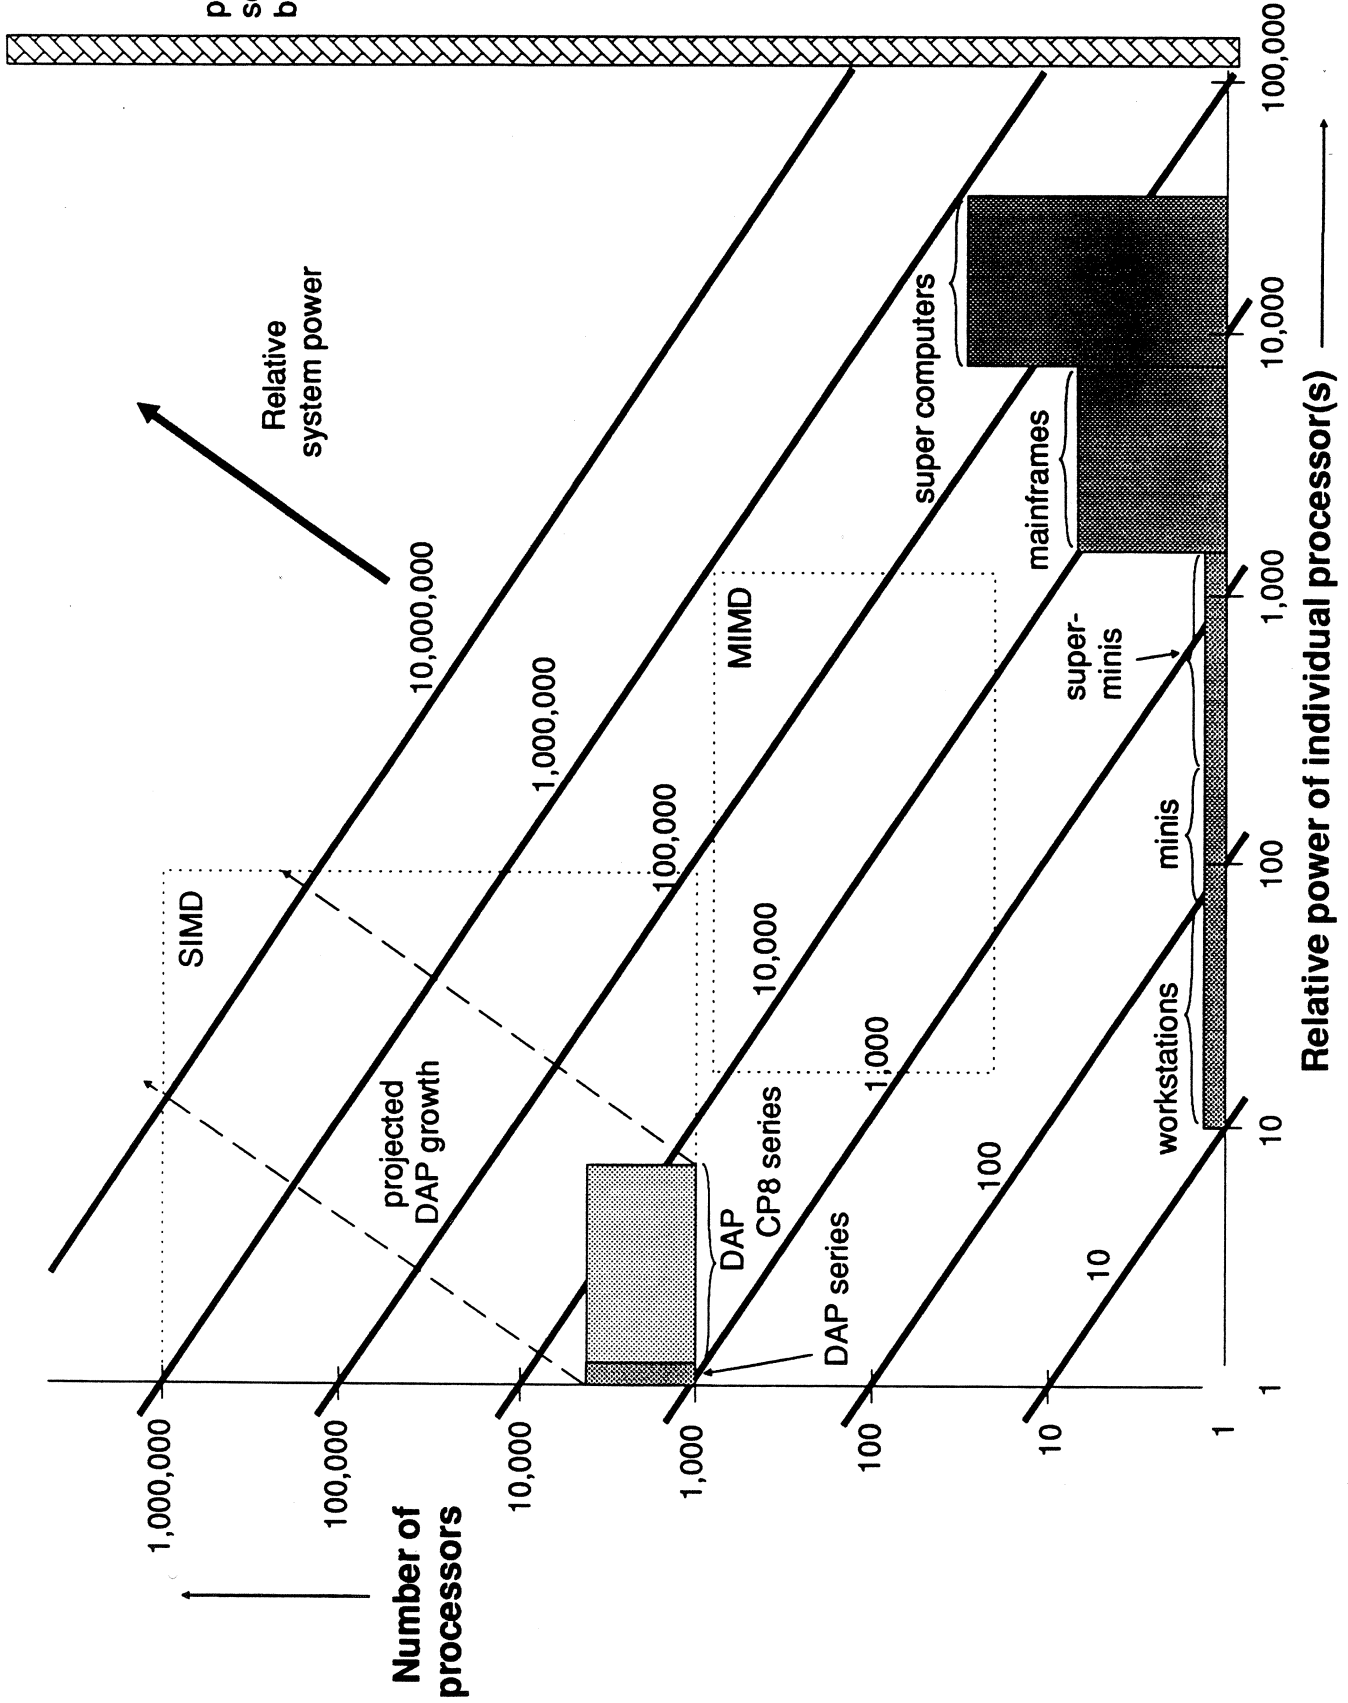 Relative
system power
10,000,000
1,000,000
100,000
10,000
1,000
100
10
SIMD
MIMD
projected
DAP growth
super computers
mainframes
super-
minis
minis
workstations
DAP
CP8 series
DAP series
Number of
processors
1,000,000
100,000
10,000
1,000
100
10
1
1
10
100
1,000
10,000
100,000
Relative power of individual processor(s)